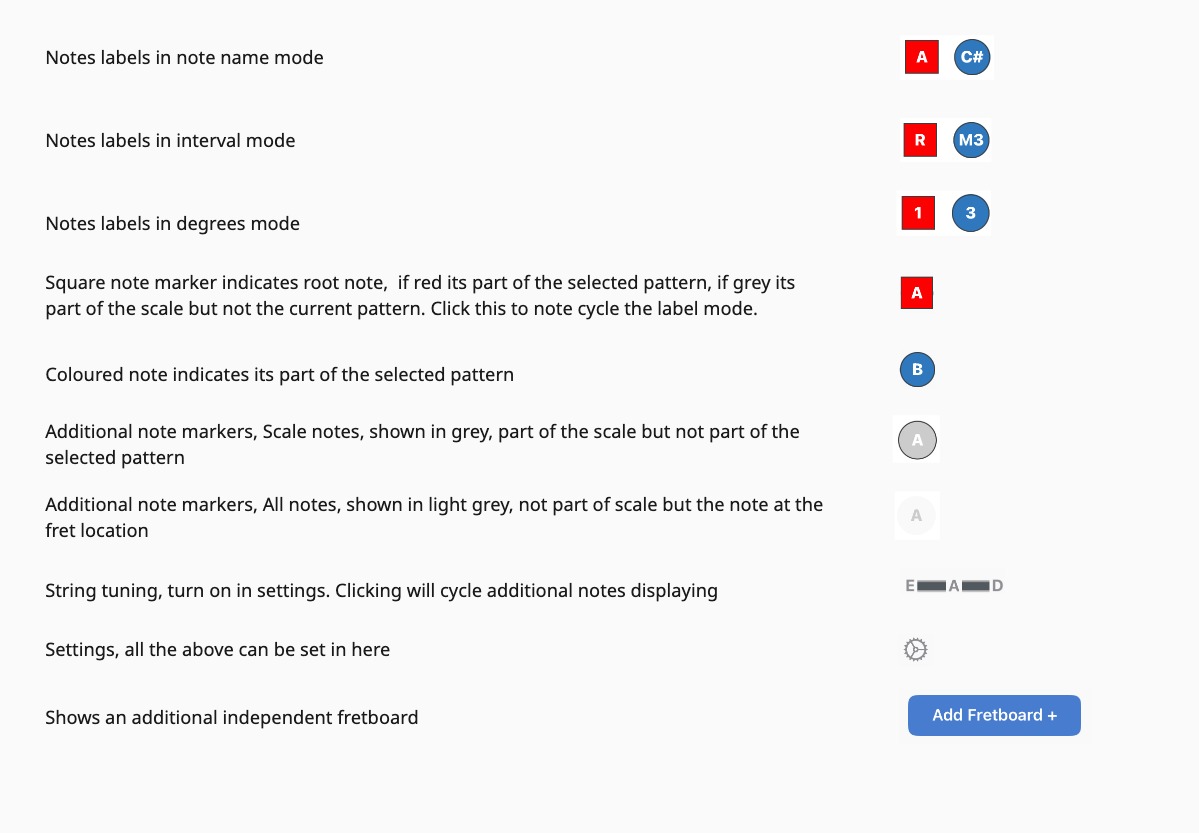 Notes labels in note name mode A C#
Notes labels in interval mode R M3
Notes labels in degrees mode 1 3
Square note marker indicates root note,  if red its part of the selected pattern, if grey its
part of the scale but not the current pattern. Click this to note cycle the label mode.
A
Coloured note indicates its part of the selected pattern B
Additional note markers, Scale notes, shown in grey, part of the scale but not part of the
selected pattern
A
Additional note markers, All notes, shown in light grey, not part of scale but the note at the
fret location
A
String tuning, turn on in settings. Clicking will cycle additional notes displaying E A D
Settings, all the above can be set in here
Shows an additional independent fretboard Add Fretboard +